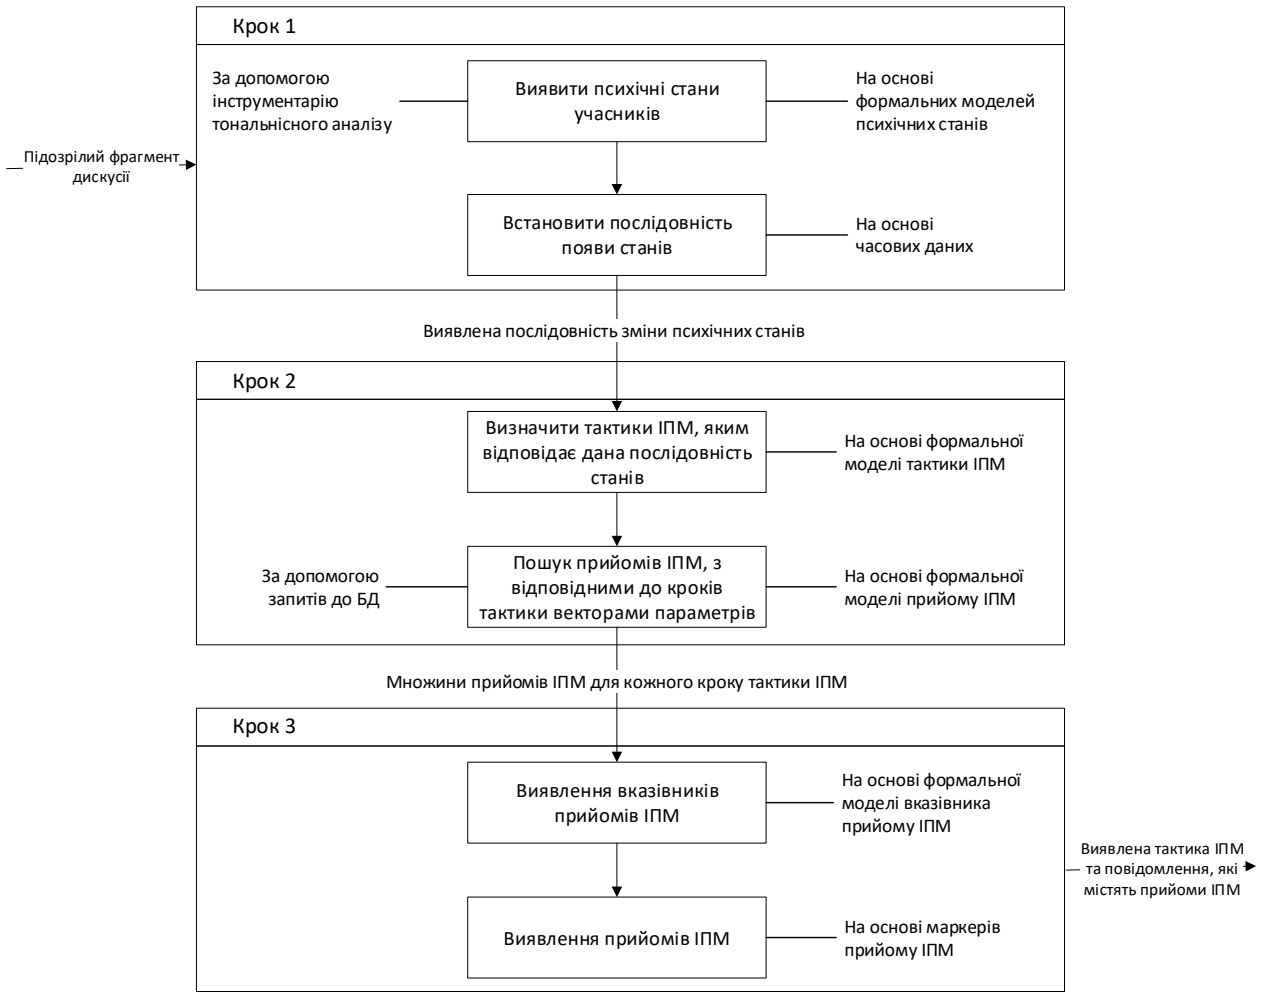 Крок 1
За допомогою
інструментарію
тональнісного аналізу
Виявити психічні стани
учасників
На основі
формальних моделей
психічних станів
Підозрілий фрагмент
дискусії
Встановити послідовність
появи станів
На основі
часових даних
Виявлена послідовність зміни психічних станів
Крок 2
Визначити тактики ІПМ, яким
відповідає дана послідовність
станів
На основі формальної
моделі тактики ІПМ
За допомогою
запитів до БД
Пошук прийомів ІПМ, з
відповідними до кроків
тактики векторами параметрів
На основі формальної
моделі прийому ІПМ
Множини прийомів ІПМ для кожного кроку тактики ІПМ
Крок 3
Виявлення вказівників
прийомів ІПМ
На основі формальної
моделі вказівника
прийому ІПМ
Виявлена тактика ІПМ
та повідомлення, які
містять прийоми ІПМ
Виявлення прийомів ІПМ
На основі маркерів
прийому ІПМ